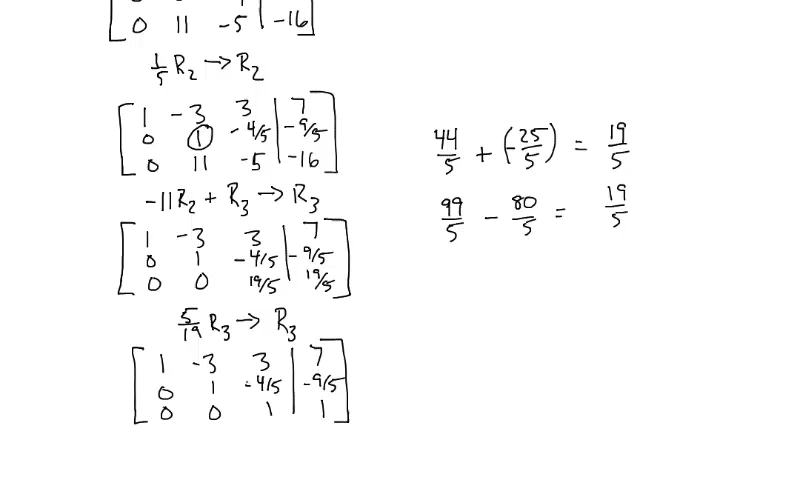 0 11 -5 | -16
1/5 R₂ → R₂
1 -3 3 | 7
0 1 -4/5 | -9/5
0 11 -5 | -16
-11R₂ + R₃ → R₃
1 -3 3 | 7
0 1 -4/5 | -9/5
0 0 19/5 | 19/5
5/19 R₃ → R₃
1 -3 3 | 7
0 1 -4/5 | -9/5
0 0 1 | 1
44/5 + (-25/5) = 19/5
99/5 - 80/5 = 19/5